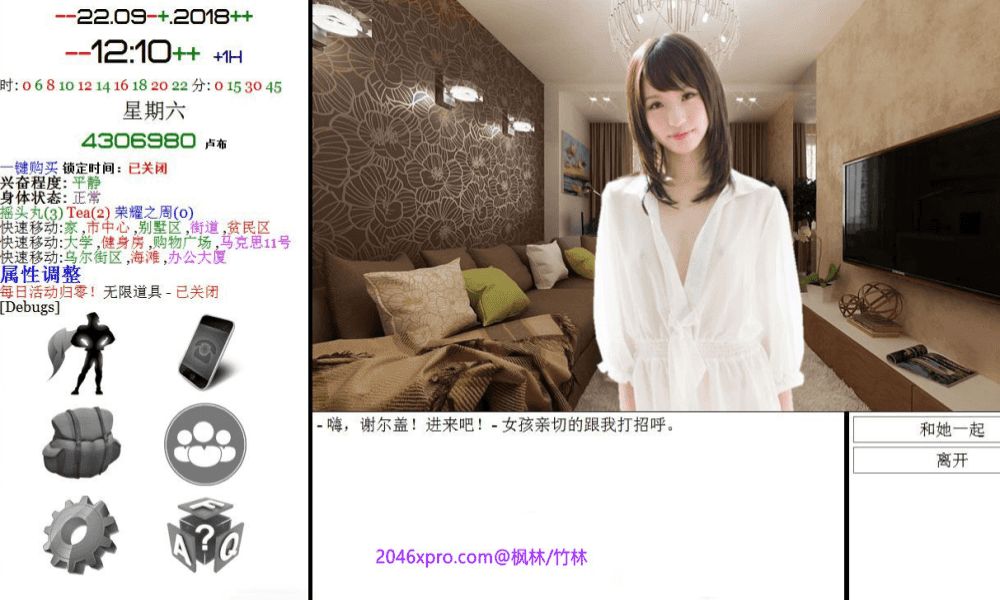 --22.09-+.2018++
--12:10++ +1H
时: 0 6 8 10 12 14 16 18 20 22 分: 0 15 30 45
星期六
4306980 卢布
一键购买 锁定时间：已关闭
兴奋程度: 平静
身体状态: 正常
摇头丸(3) Tea(2) 荣耀之周(0)
快速移动:家 ,市中心 ,别墅区 ,街道 ,贫民区
快速移动:大学 ,健身房 ,购物广场 ,马克思11号
快速移动:乌尔街区 ,海滩 ,办公大厦
属性调整
每日活动归零！无限道具 - 已关闭
[Debugs]
F
A ? Q
- 嗨，谢尔盖！进来吧！- 女孩亲切的跟我打招呼。
和她一起
离开
2046xpro.com@枫林/竹林